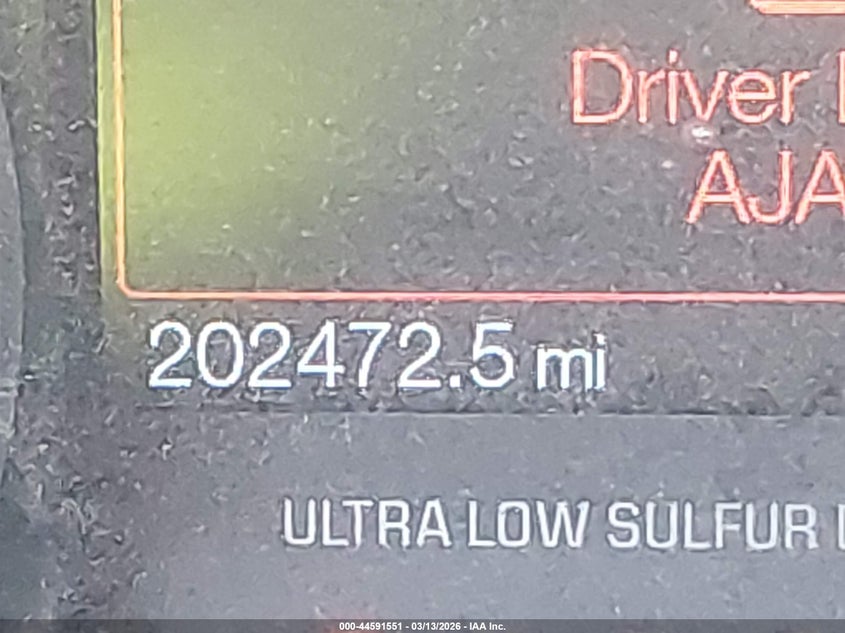 Driver
AJA
202472.5 mi
ULTRA LOW SULFUR
000-44591551 - 03/13/2026 - IAA Inc.